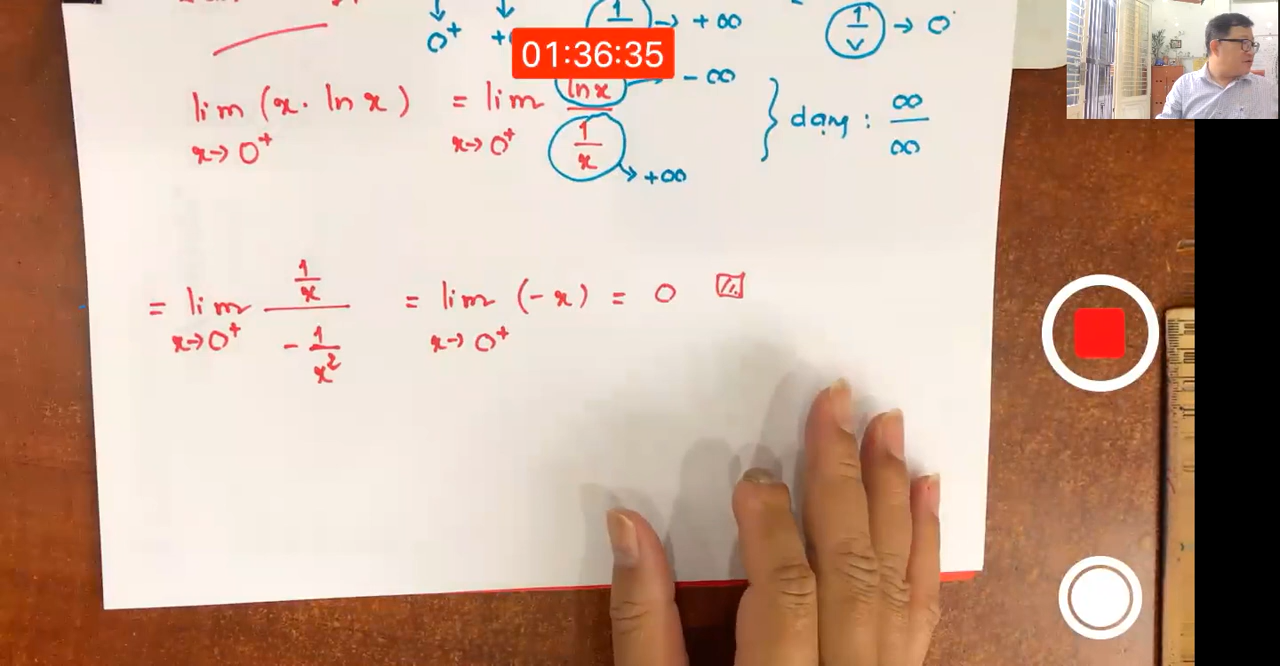 1 → +∞
1/v → 0
0⁺
01:36:35
lim (x. ln x) = lim ln x / (1/x) → -∞ } dạng : ∞/∞
x→0⁺ x→0⁺ → +∞
= lim (1/x) / (-1/x²) = lim (-x) = 0
x→0⁺ x→0⁺